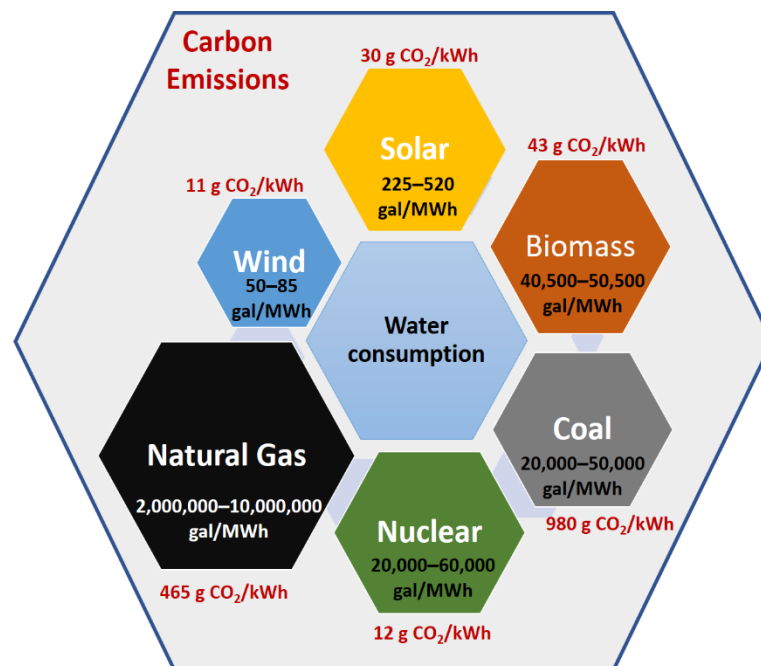 Carbon
Emissions
30 g CO₂/kWh
Solar
225–520
gal/MWh
43 g CO₂/kWh
Biomass
40,500–50,500
gal/MWh
11 g CO₂/kWh
Wind
50–85
gal/MWh
Water
consumption
Coal
20,000–50,000
gal/MWh
980 g CO₂/kWh
Natural Gas
2,000,000–10,000,000
gal/MWh
465 g CO₂/kWh
Nuclear
20,000–60,000
gal/MWh
12 g CO₂/kWh